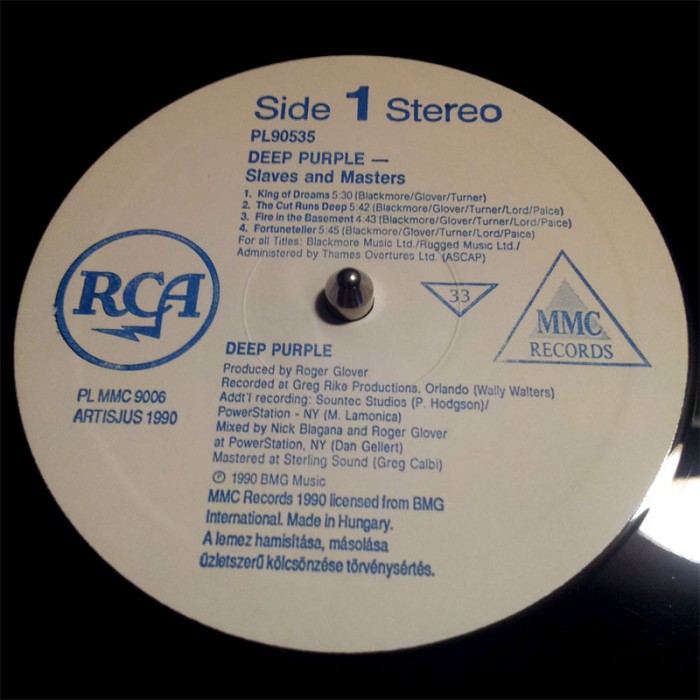 Side 1 Stereo
PL90535
DEEP PURPLE —
Slaves and Masters
1. King of Dreams 5:30 (Blackmore/Glover/Turner)
2. The Cut Runs Deep 5:42 (Blackmore/Glover/Turner/Lord/Paice)
3. Fire in the Basement 4:43 (Blackmore/Glover/Turner/Lord/Paice)
4. Fortuneteller 5:45 (Blackmore/Glover/Turner/Lord/Paice)
For all Titles: Blackmore Music Ltd./Rugged Music Ltd./
Administered by Thames Overtures Ltd. (ASCAP)
RCA
33
MMC
RECORDS
PL MMC 9006
ARTISJUS 1990
DEEP PURPLE
Produced by Roger Glover
Recorded at Greg Rike Productions, Orlando (Wally Walters)
Addt'l recording: Sountec Studios (P. Hodgson)/
PowerStation - NY (M. Lamonica)
Mixed by Nick Blagana and Roger Glover
at PowerStation, NY (Dan Gellert)
Mastered at Sterling Sound (Greg Calbi)
℗ 1990 BMG Music
MMC Records 1990 licensed from BMG
International. Made in Hungary.
A lemez hamisítása, másolása
üzletszerű kölcsönzése törvénysértés.